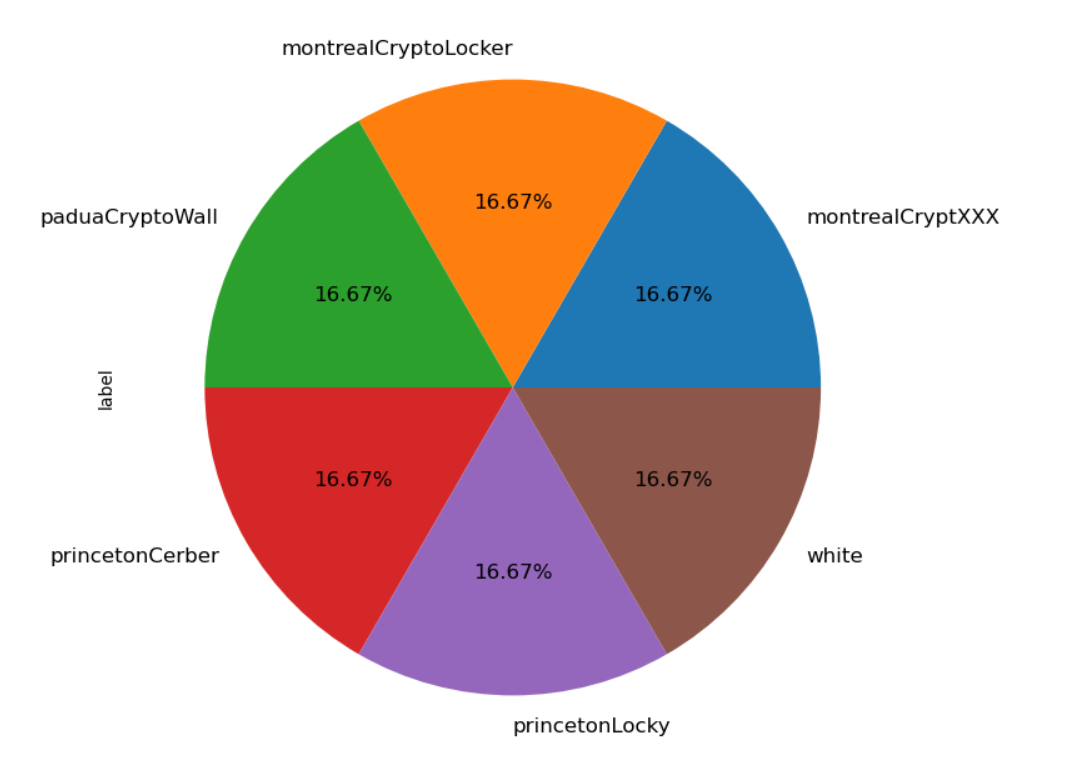 montrealCryptoLocker
paduaCryptoWall
montrealCryptXXX
16.67%
16.67%
16.67%
label
16.67%
16.67%
princetonCerber
white
16.67%
princetonLocky